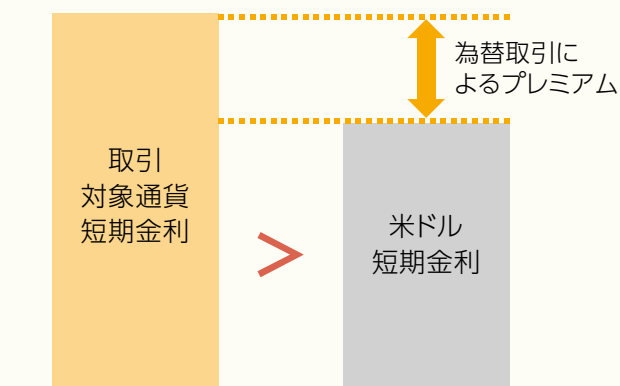 為替取引に
よるプレミアム
取引
対象通貨
短期金利
>
米ドル
短期金利